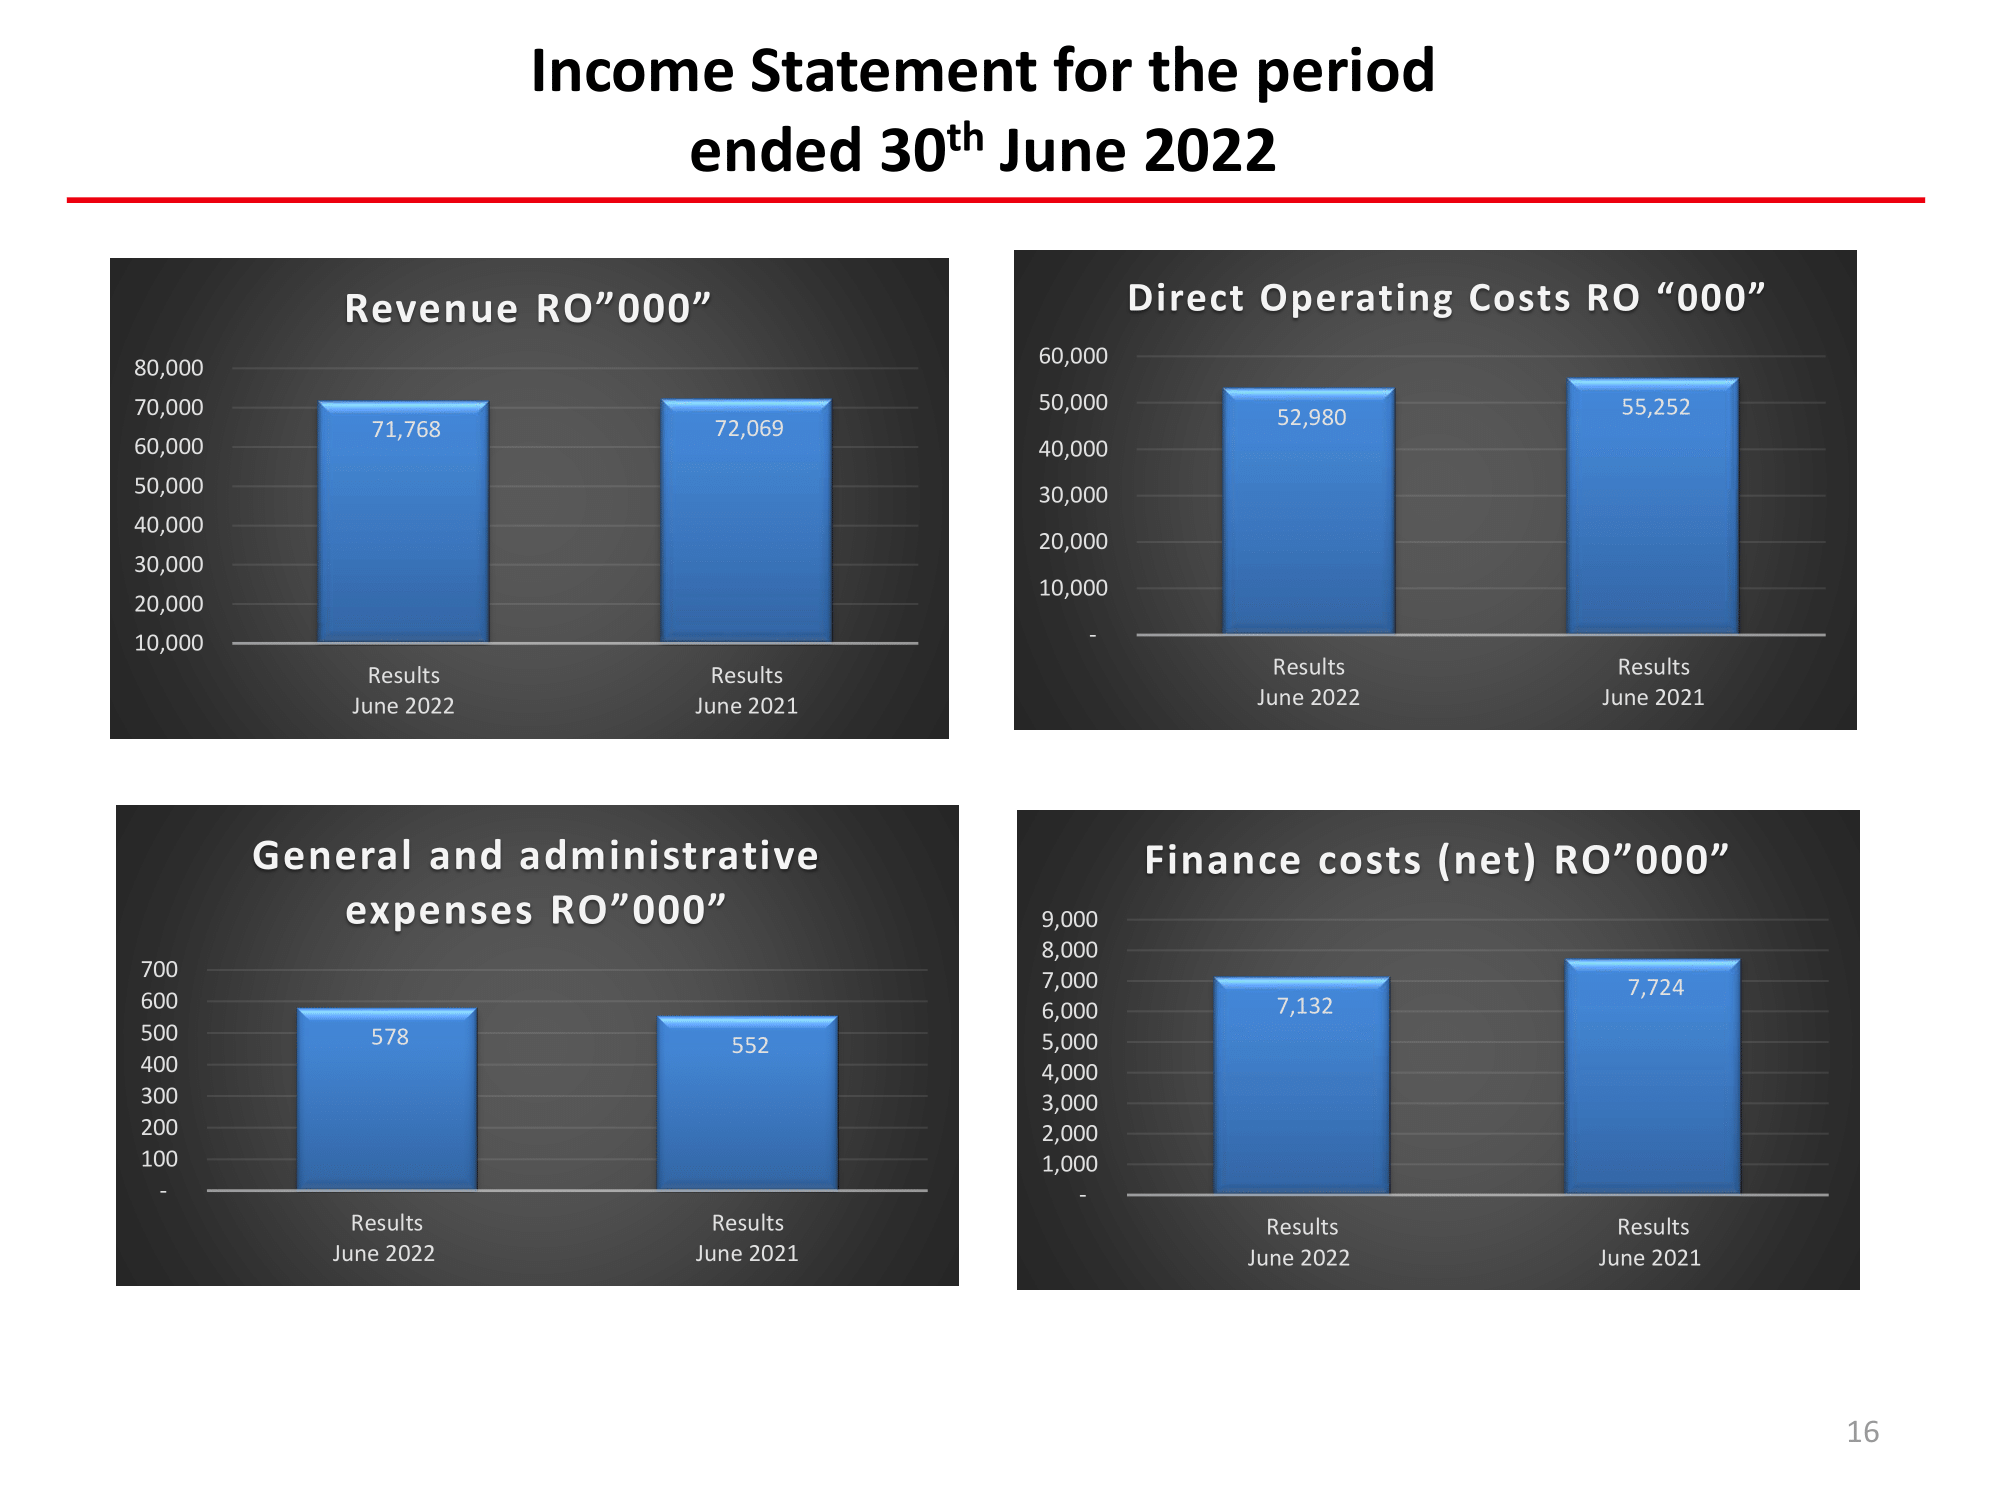 Income Statement for the period
ended 30th June 2022
Revenue RO”000”
80,000
70,000
60,000
50,000
40,000
30,000
20,000
10,000
71,768
72,069
Results
June 2022
Results
June 2021
Direct Operating Costs RO “000”
60,000
50,000
40,000
30,000
20,000
10,000
-
52,980
55,252
Results
June 2022
Results
June 2021
General and administrative
expenses RO”000”
700
600
500
400
300
200
100
-
578
552
Results
June 2022
Results
June 2021
Finance costs (net) RO”000”
9,000
8,000
7,000
6,000
5,000
4,000
3,000
2,000
1,000
-
7,132
7,724
Results
June 2022
Results
June 2021
16